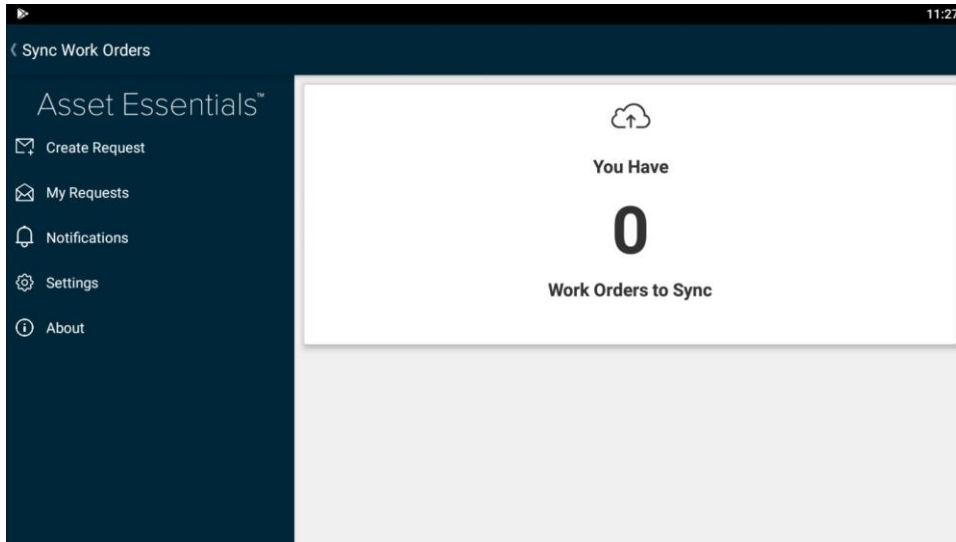 11:27
Sync Work Orders
Asset Essentials™
Create Request
My Requests
Notifications
Settings
About
You Have
0
Work Orders to Sync